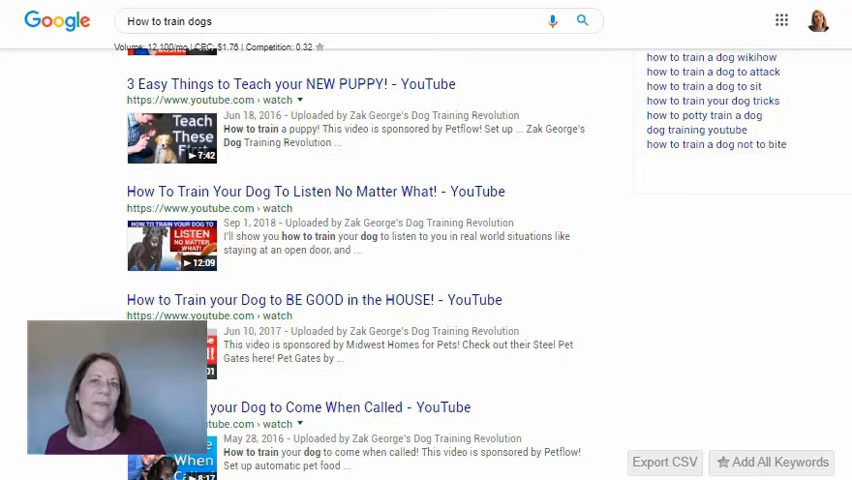 Google
How to train dogs
Volume: 12,100/mo | CPC: $1.76 | Competition: 0.32
3 Easy Things to Teach your NEW PUPPY! - YouTube
https://www.youtube.com › watch
Jun 18, 2016 - Uploaded by Zak George's Dog Training Revolution
How to train a puppy! This video is sponsored by Petflow! Set up ... Zak George's
Dog Training Revolution ...
Teach
These
First
7:42
How To Train Your Dog To Listen No Matter What! - YouTube
https://www.youtube.com › watch
Sep 1, 2018 - Uploaded by Zak George's Dog Training Revolution
I'll show you how to train your dog to listen to you in real world situations like
staying at an open door, and ...
HOW TO TRAIN YOUR DOG TO
LISTEN
NO MATTER
WHAT!
12:09
How to Train your Dog to BE GOOD in the HOUSE! - YouTube
https://www.youtube.com › watch
Jun 10, 2017 - Uploaded by Zak George's Dog Training Revolution
This video is sponsored by Midwest Homes for Pets! Check out their Steel Pet
Gates here! Pet Gates by ...
01
your Dog to Come When Called - YouTube
https://www.youtube.com › watch
May 28, 2016 - Uploaded by Zak George's Dog Training Revolution
How to train your dog to come when called! This video is sponsored by Petflow!
Set up automatic pet food ...
When
8:17
how to train a dog wikihow
how to train a dog to attack
how to train a dog to sit
how to train your dog tricks
how to potty train a dog
dog training youtube
how to train a dog not to bite
Export CSV
Add All Keywords